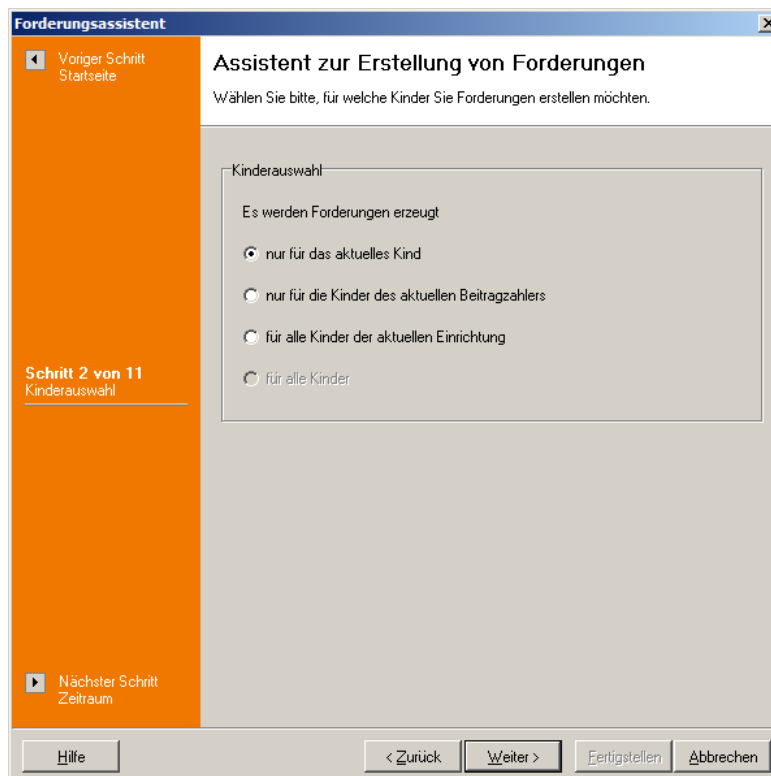 Forderungsassistent
Voriger Schritt
Startseite
Assistent zur Erstellung von Forderungen
Wählen Sie bitte, für welche Kinder Sie Forderungen erstellen möchten.
Kinderauswahl
Es werden Forderungen erzeugt
nur für das aktuelles Kind
nur für die Kinder des aktuellen Beitragzahlers
für alle Kinder der aktuellen Einrichtung
für alle Kinder
Schritt 2 von 11
Kinderauswahl
Nächster Schritt
Zeitraum
Hilfe
< Zurück
Weiter >
Fertigstellen
Abbrechen